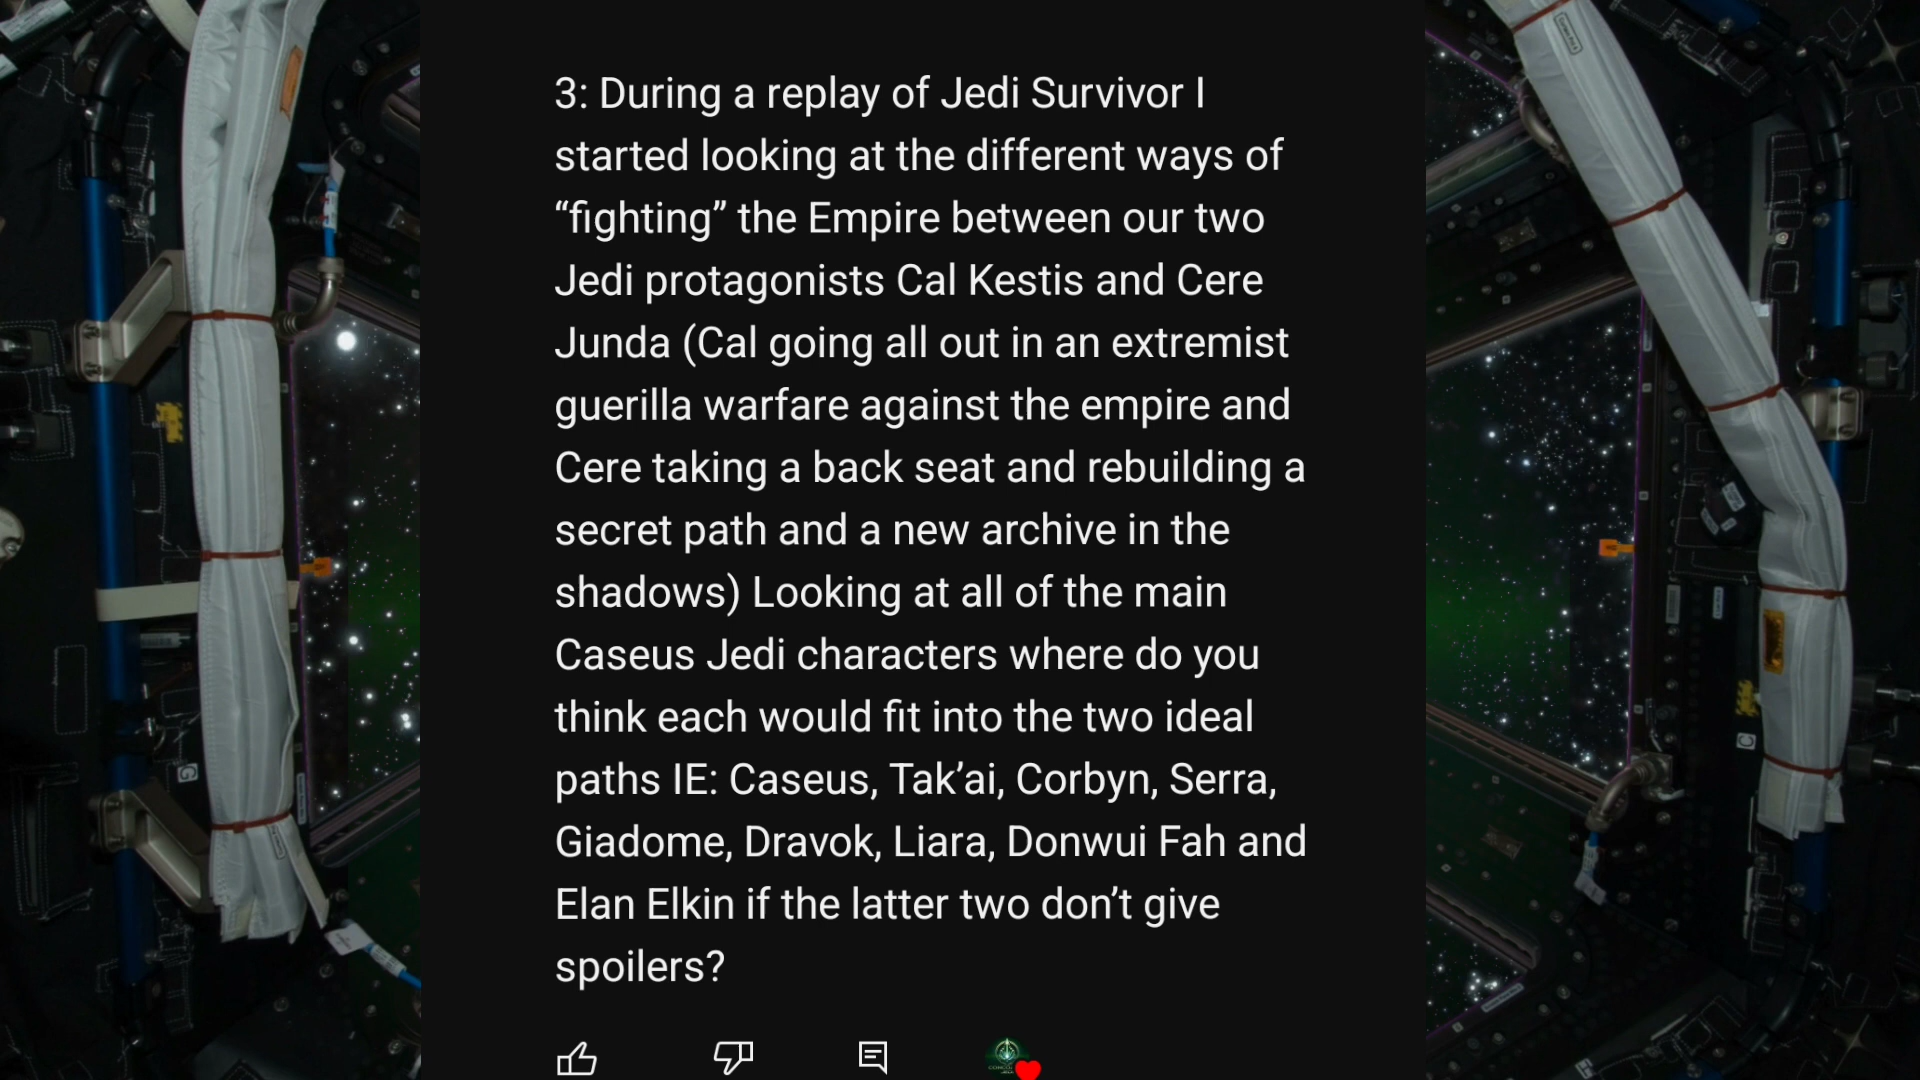 3: During a replay of Jedi Survivor I
started looking at the different ways of
“fighting” the Empire between our two
Jedi protagonists Cal Kestis and Cere
Junda (Cal going all out in an extremist
guerilla warfare against the empire and
Cere taking a back seat and rebuilding a
secret path and a new archive in the
shadows) Looking at all of the main
Caseus Jedi characters where do you
think each would fit into the two ideal
paths IE: Caseus, Tak’ai, Corbyn, Serra,
Giadome, Dravok, Liara, Donwui Fah and
Elan Elkin if the latter two don’t give
spoilers?